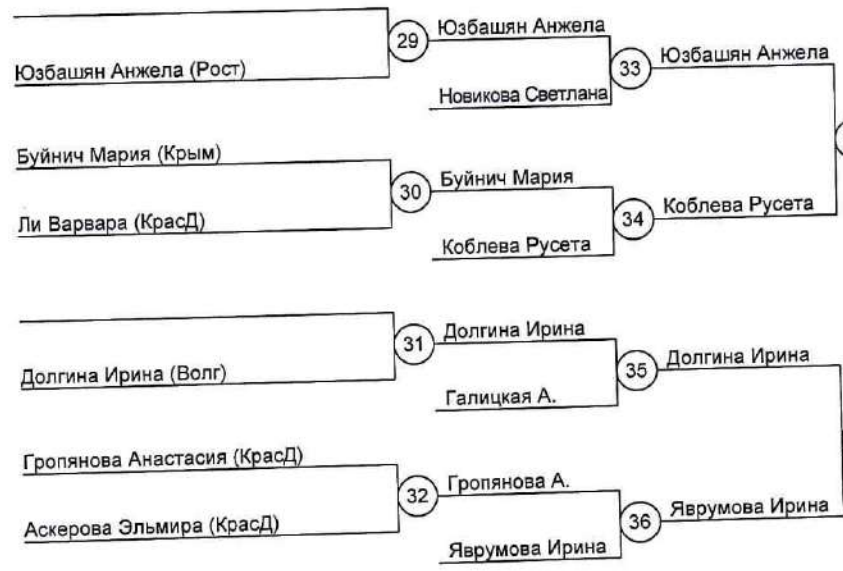 Юзбашян Анжела (Рост)
29
Юзбашян Анжела
Новикова Светлана
33
Юзбашян Анжела
Буйнич Мария (Крым)
Ли Варвара (КрасД)
30
Буйнич Мария
Коблева Русета
34
Коблева Русета
Долгина Ирина (Волг)
31
Долгина Ирина
Галицкая А.
35
Долгина Ирина
Гропянова Анастасия (КрасД)
Аскерова Эльмира (КрасД)
32
Гропянова А.
Яврумова Ирина
36
Яврумова Ирина